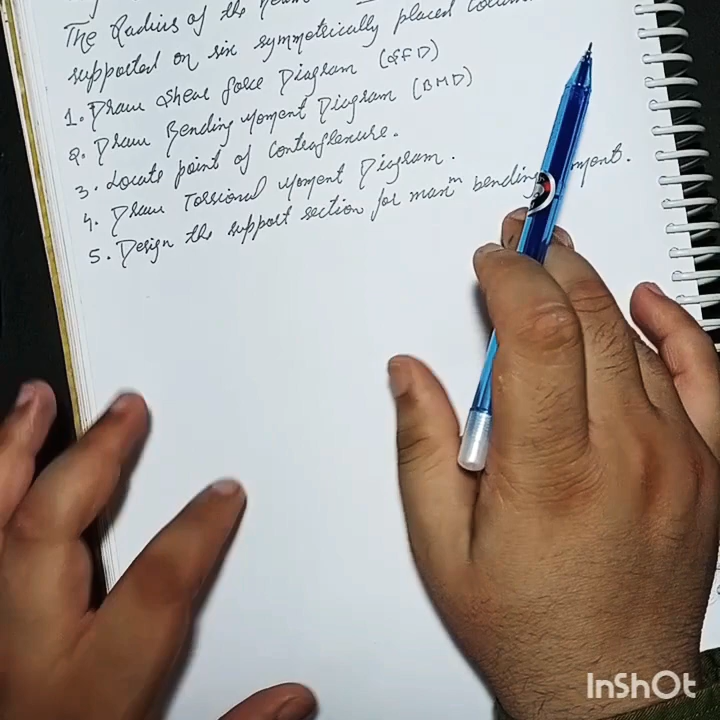 The Radius of the
supported on six symmetrically placed
1. Draw Shear force Diagram (SFD)
2. Draw Bending Moment Diagram (BMD)
3. Locate point of contraflexure.
4. Draw Torsional Moment Diagram.
5. Design the support section for maxm bending ment.
InShOt